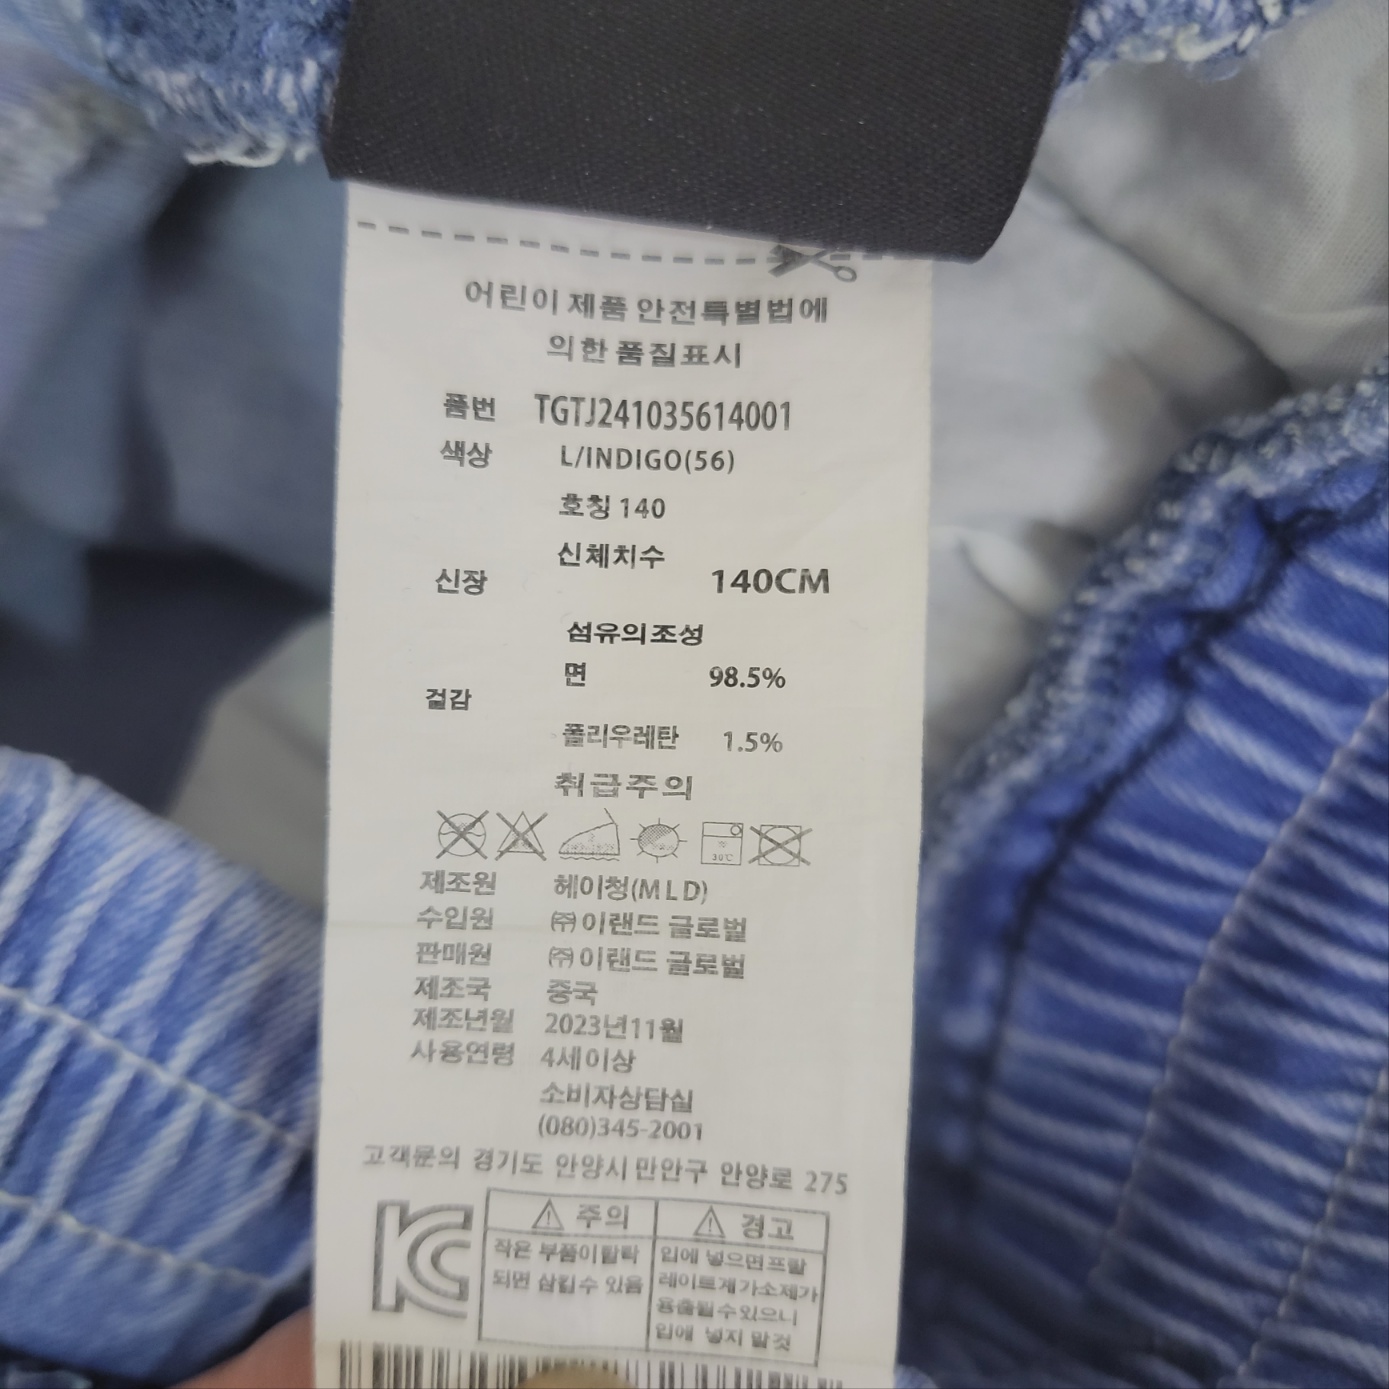 어린이 제품 안전특별법에
의한 품질표시
품번 TGTJ241035614001
색상 L/INDIGO(56)
호칭 140
신체치수
신장 140CM
섬유의조성
면 98.5%
겉감
폴리우레탄 1.5%
취급주의
30℃
제조원 헤이청(MLD)
수입원 ㈜이랜드 글로벌
판매원 ㈜이랜드 글로벌
제조국 중국
제조년월 2023년11월
사용연령 4세이상
소비자상담실
(080)345-2001
고객문의 경기도 안양시 만안구 안양로 275
KC
주의
작은 부품이탈락
되면 삼킬수 있음
경고
입에 넣으면프탈
레이트계가소제가
용출될수있으니
입에 넣지 말것